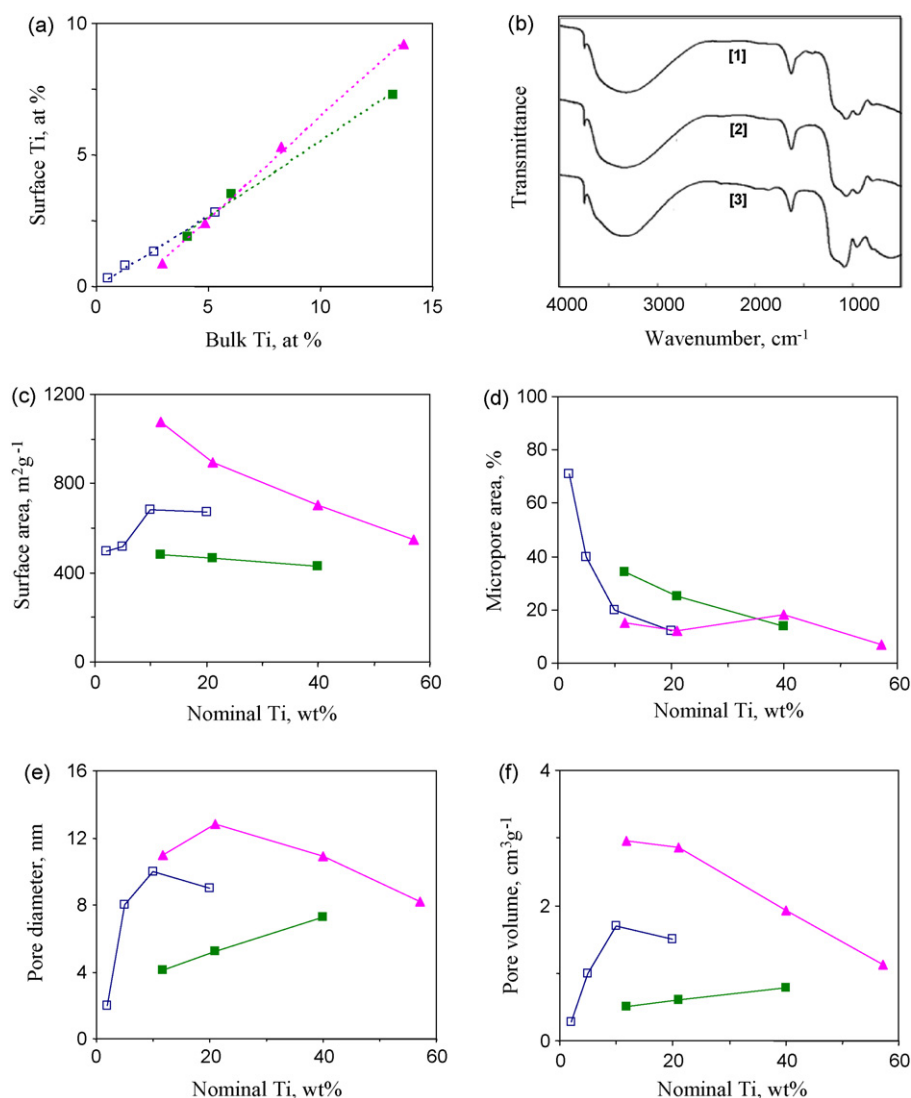 (a)
10
5
0
Surface Ti, at %
0 5 10 15
Bulk Ti, at %
(b)
[1]
[2]
[3]
Transmittance
4000 3000 2000 1000
Wavenumber, cm⁻¹
(c)
1200
800
400
0
Surface area, m²g⁻¹
0 20 40 60
Nominal Ti, wt%
(d)
100
80
60
40
20
0
Micropore area, %
0 20 40 60
Nominal Ti, wt%
(e)
16
12
8
4
0
Pore diameter, nm
0 20 40 60
Nominal Ti, wt%
(f)
4
2
0
Pore volume, cm³g⁻¹
0 20 40 60
Nominal Ti, wt%